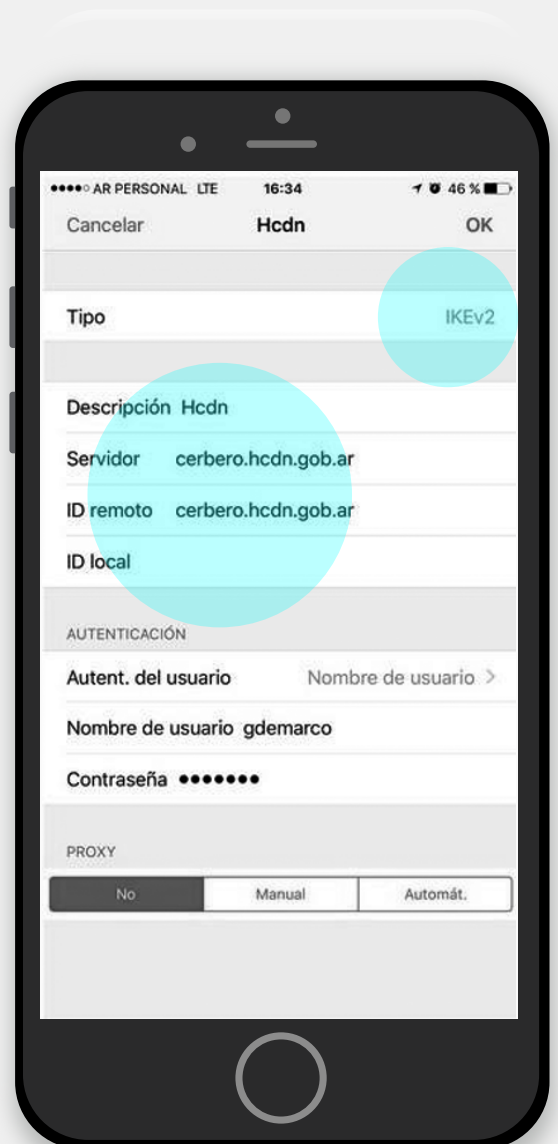 AR PERSONAL LTE 16:34 46 %
Cancelar Hcdn OK
Tipo IKEv2
Descripción Hcdn
Servidor cerbero.hcdn.gob.ar
ID remoto cerbero.hcdn.gob.ar
ID local
AUTENTICACIÓN
Autent. del usuario Nombre de usuario >
Nombre de usuario gdemarco
Contraseña •••••••
PROXY
No Manual Automát.